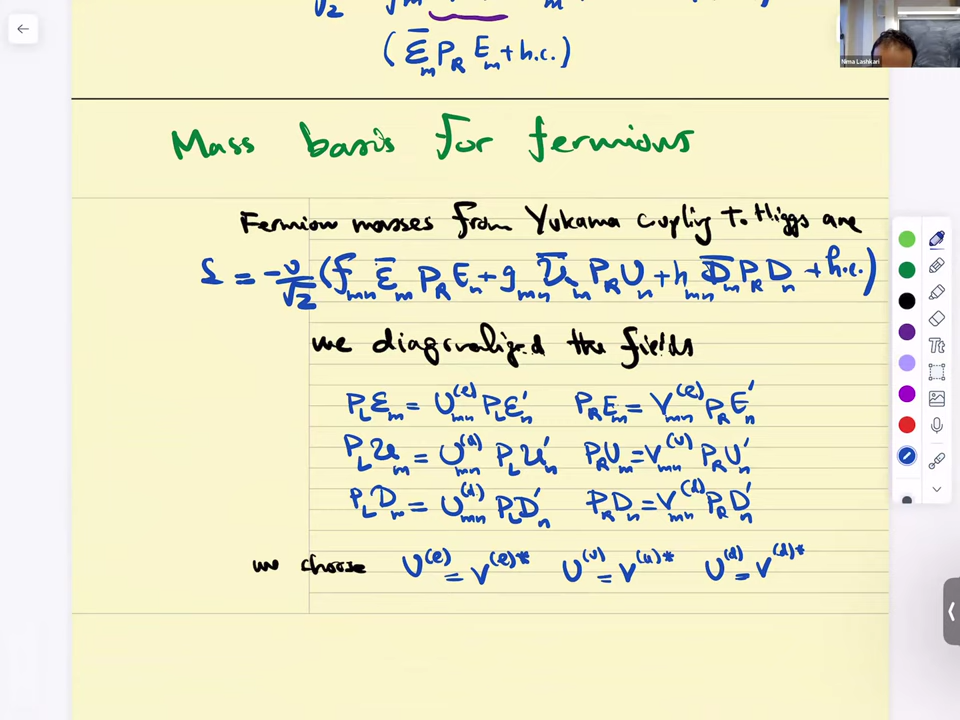 (ℰ̄_m P_R E_m + h.c.)
Nima Lashkari
Mass basis for fermions
Fermion masses from Yukawa coupling to Higgs are
L = -v/√2 (f_mn ℰ̄_m P_R E_n + g_mn 𝒰̄_m P_R U_n + h_mn D̄_m P_R D_n + h.c.)
we diagonalized the fields
P_L ℰ_m = U^(e)_mn P_L ℰ'_n P_R E_m = V^(e)_mn P_R E'_n
P_L 𝒰_m = U^(u)_mn P_L 𝒰'_n P_R U_m = V^(u)_mn P_R U'_n
P_L D_m = U^(d)_mn P_L D'_n P_R D_n = V^(d)_mn P_R D'_n
we choose U^(e) = V^(e)* U^(u) = V^(u)* U^(d) = V^(d)*
Tt